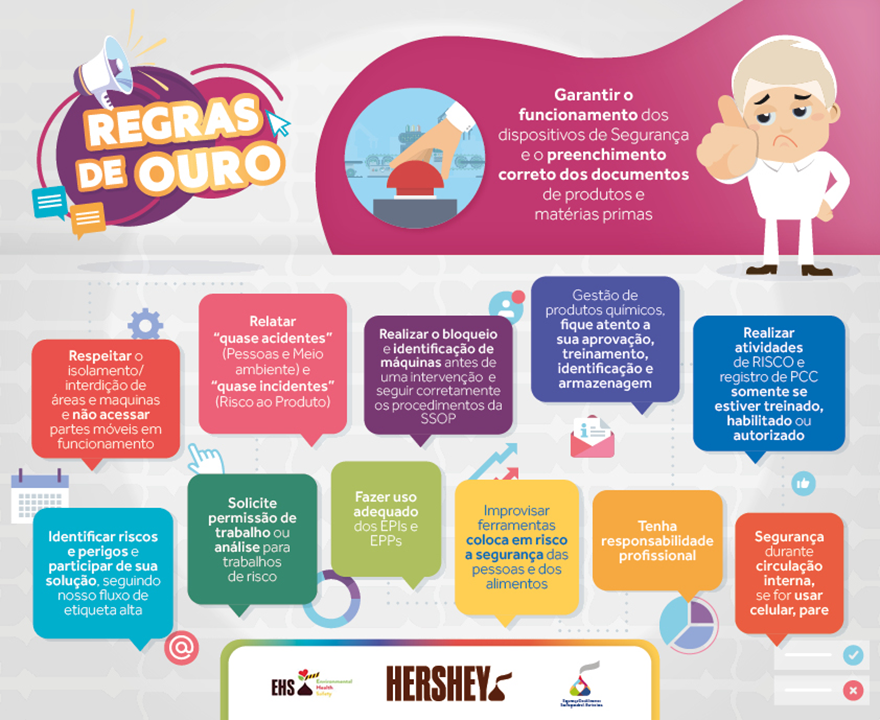 REGRAS
DE OURO
Garantir o
funcionamento dos
dispositivos de Segurança
e o preenchimento
correto dos documentos
de produtos e
matérias primas
Respeitar o
isolamento/
interdição de
áreas e maquinas
e não acessar
partes móveis em
funcionamento
Relatar
“quase acidentes”
(Pessoas e Meio
ambiente) e
“quase incidentes”
(Risco ao Produto)
Realizar o bloqueio
e identificação de
máquinas antes de
uma intervenção e
seguir corretamente
os procedimentos da
SSOP
Gestão de
produtos químicos,
fique atento a
sua aprovação,
treinamento,
identificação e
armazenagem
Realizar
atividades
de RISCO e
registro de PCC
somente se
estiver treinado,
habilitado ou
autorizado
Identificar riscos
e perigos e
participar de sua
solução, seguindo
nosso fluxo de
etiqueta alta
Solicite
permissão de
trabalho ou
análise para
trabalhos
de risco
Fazer uso
adequado
dos EPIs e
EPPs
Improvisar
ferramentas
coloca em risco
a segurança das
pessoas e dos
alimentos
Tenha
responsabilidade
profissional
Segurança
durante
circulação
interna,
se for usar
celular, pare
EHS
Environmental
Health
Safety
HERSHEY